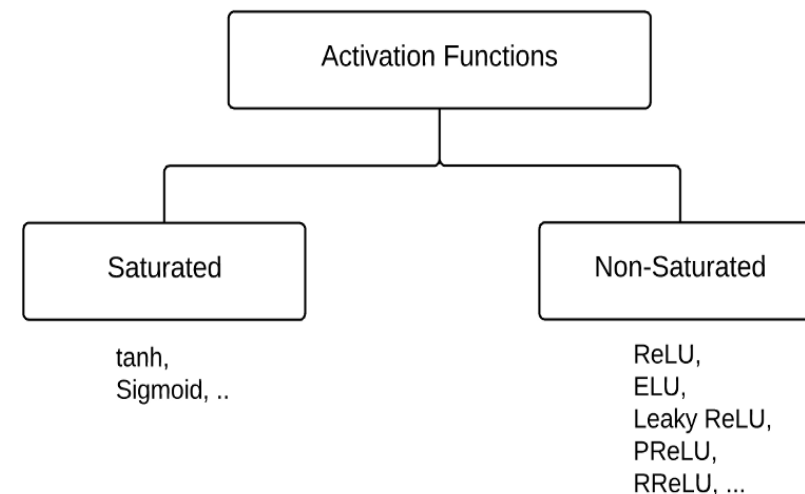 Activation Functions
Saturated
Non-Saturated
tanh,
Sigmoid, ..
ReLU,
ELU,
Leaky ReLU,
PReLU,
RReLU, ...